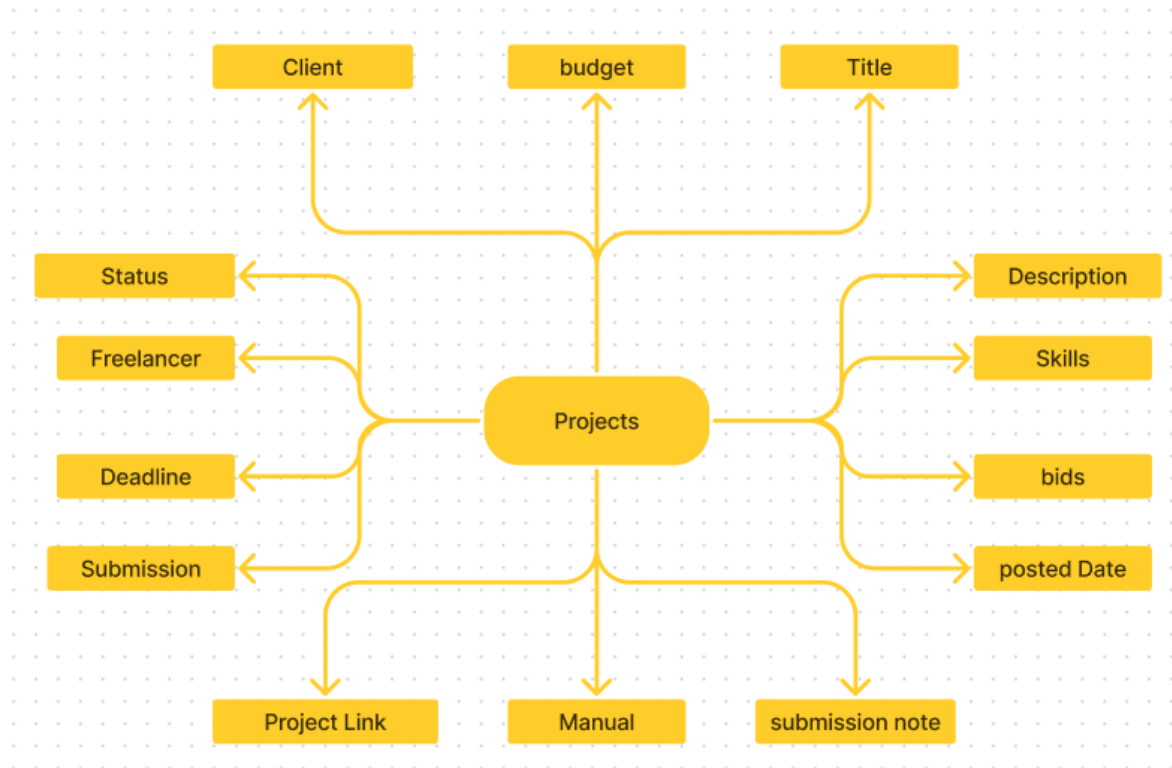 Client
budget
Title
Status
Description
Freelancer
Skills
Projects
Deadline
bids
Submission
posted Date
Project Link
Manual
submission note